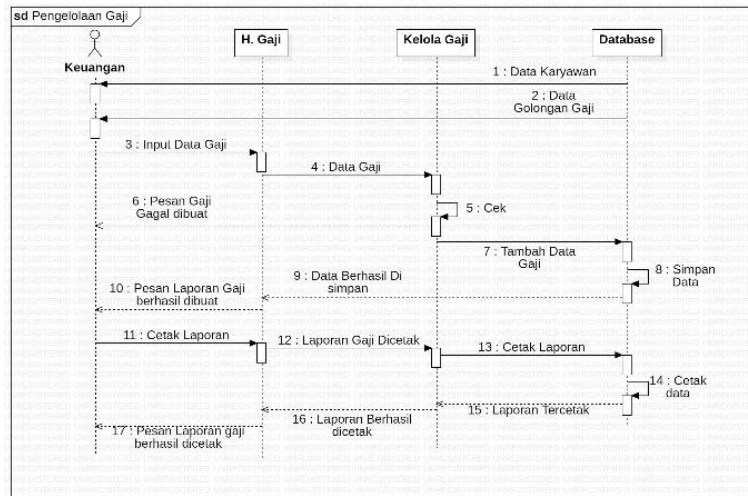 sd Pengelolaan Gaji
Keuangan
H. Gaji
Kelola Gaji
Database
1 : Data Karyawan
2 : Data
Golongan Gaji
3 : Input Data Gaji
4 : Data Gaji
5 : Cek
6 : Pesan Gaji
Gagal dibuat
7 : Tambah Data
Gaji
8 : Simpan
Data
9 : Data Berhasil Di
simpan
10 : Pesan Laporan Gaji
berhasil dibuat
11 : Cetak Laporan
12 : Laporan Gaji Dicetak
13 : Cetak Laporan
14 : Cetak
data
15 : Laporan Tercetak
16 : Laporan Berhasil
dicetak
17 : Pesan Laporan gaji
berhasil dicetak